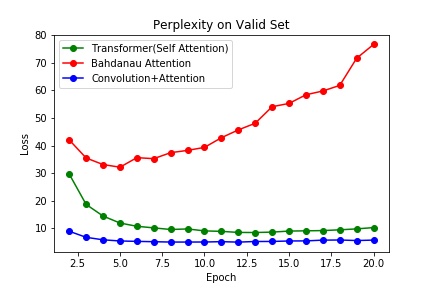 Perplexity on Valid Set
Transformer(Self Attention)
Bahdanau Attention
Convolution+Attention
Loss
80
70
60
50
40
30
20
10
2.5 5.0 7.5 10.0 12.5 15.0 17.5 20.0
Epoch